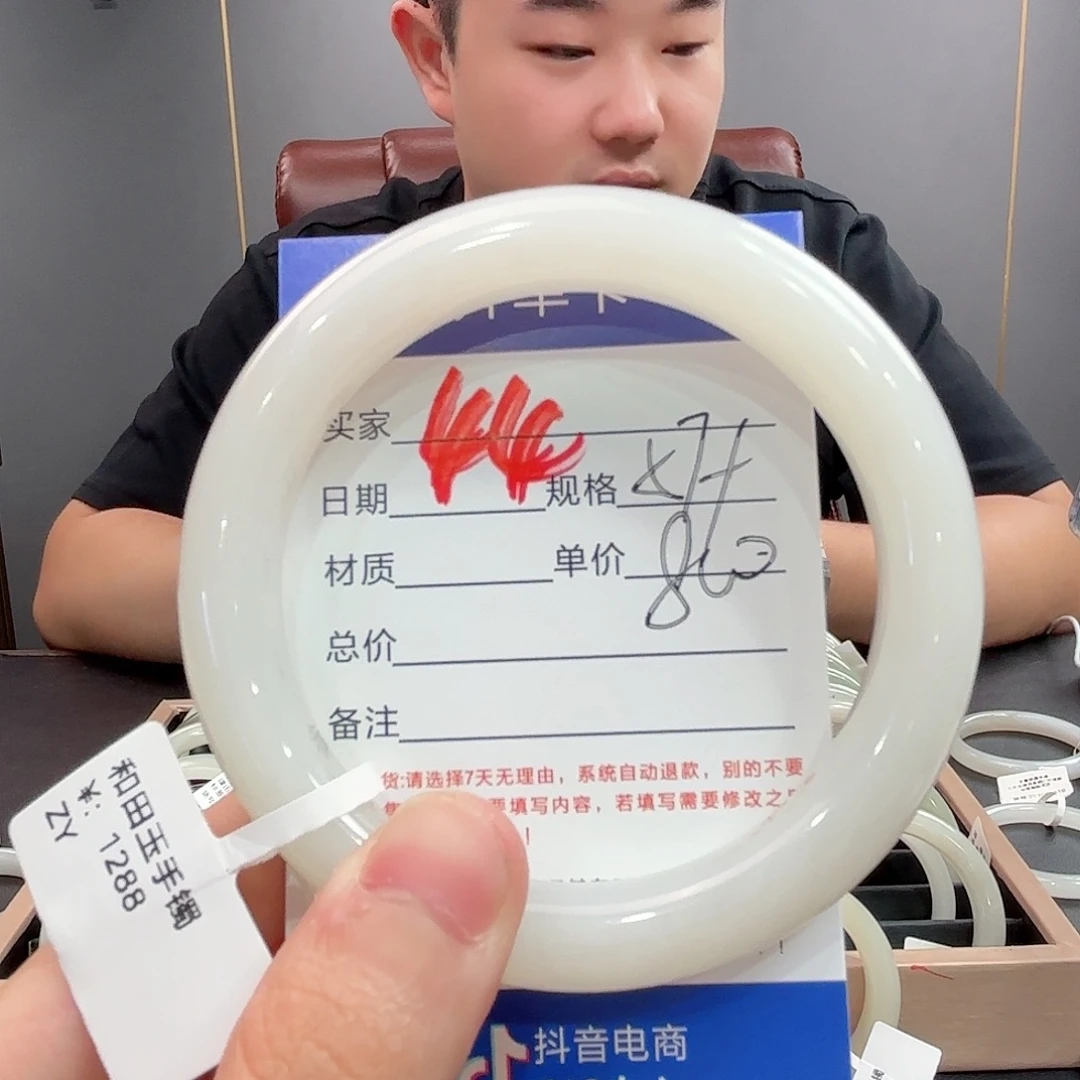 买家 44
日期 规格
材质 单价 860
总价
备注
货:请选择7天无理由，系统自动退款，别的不要
要填写内容，若填写需要修改之
抖音电商
和田玉手镯
米: 1288
ZY